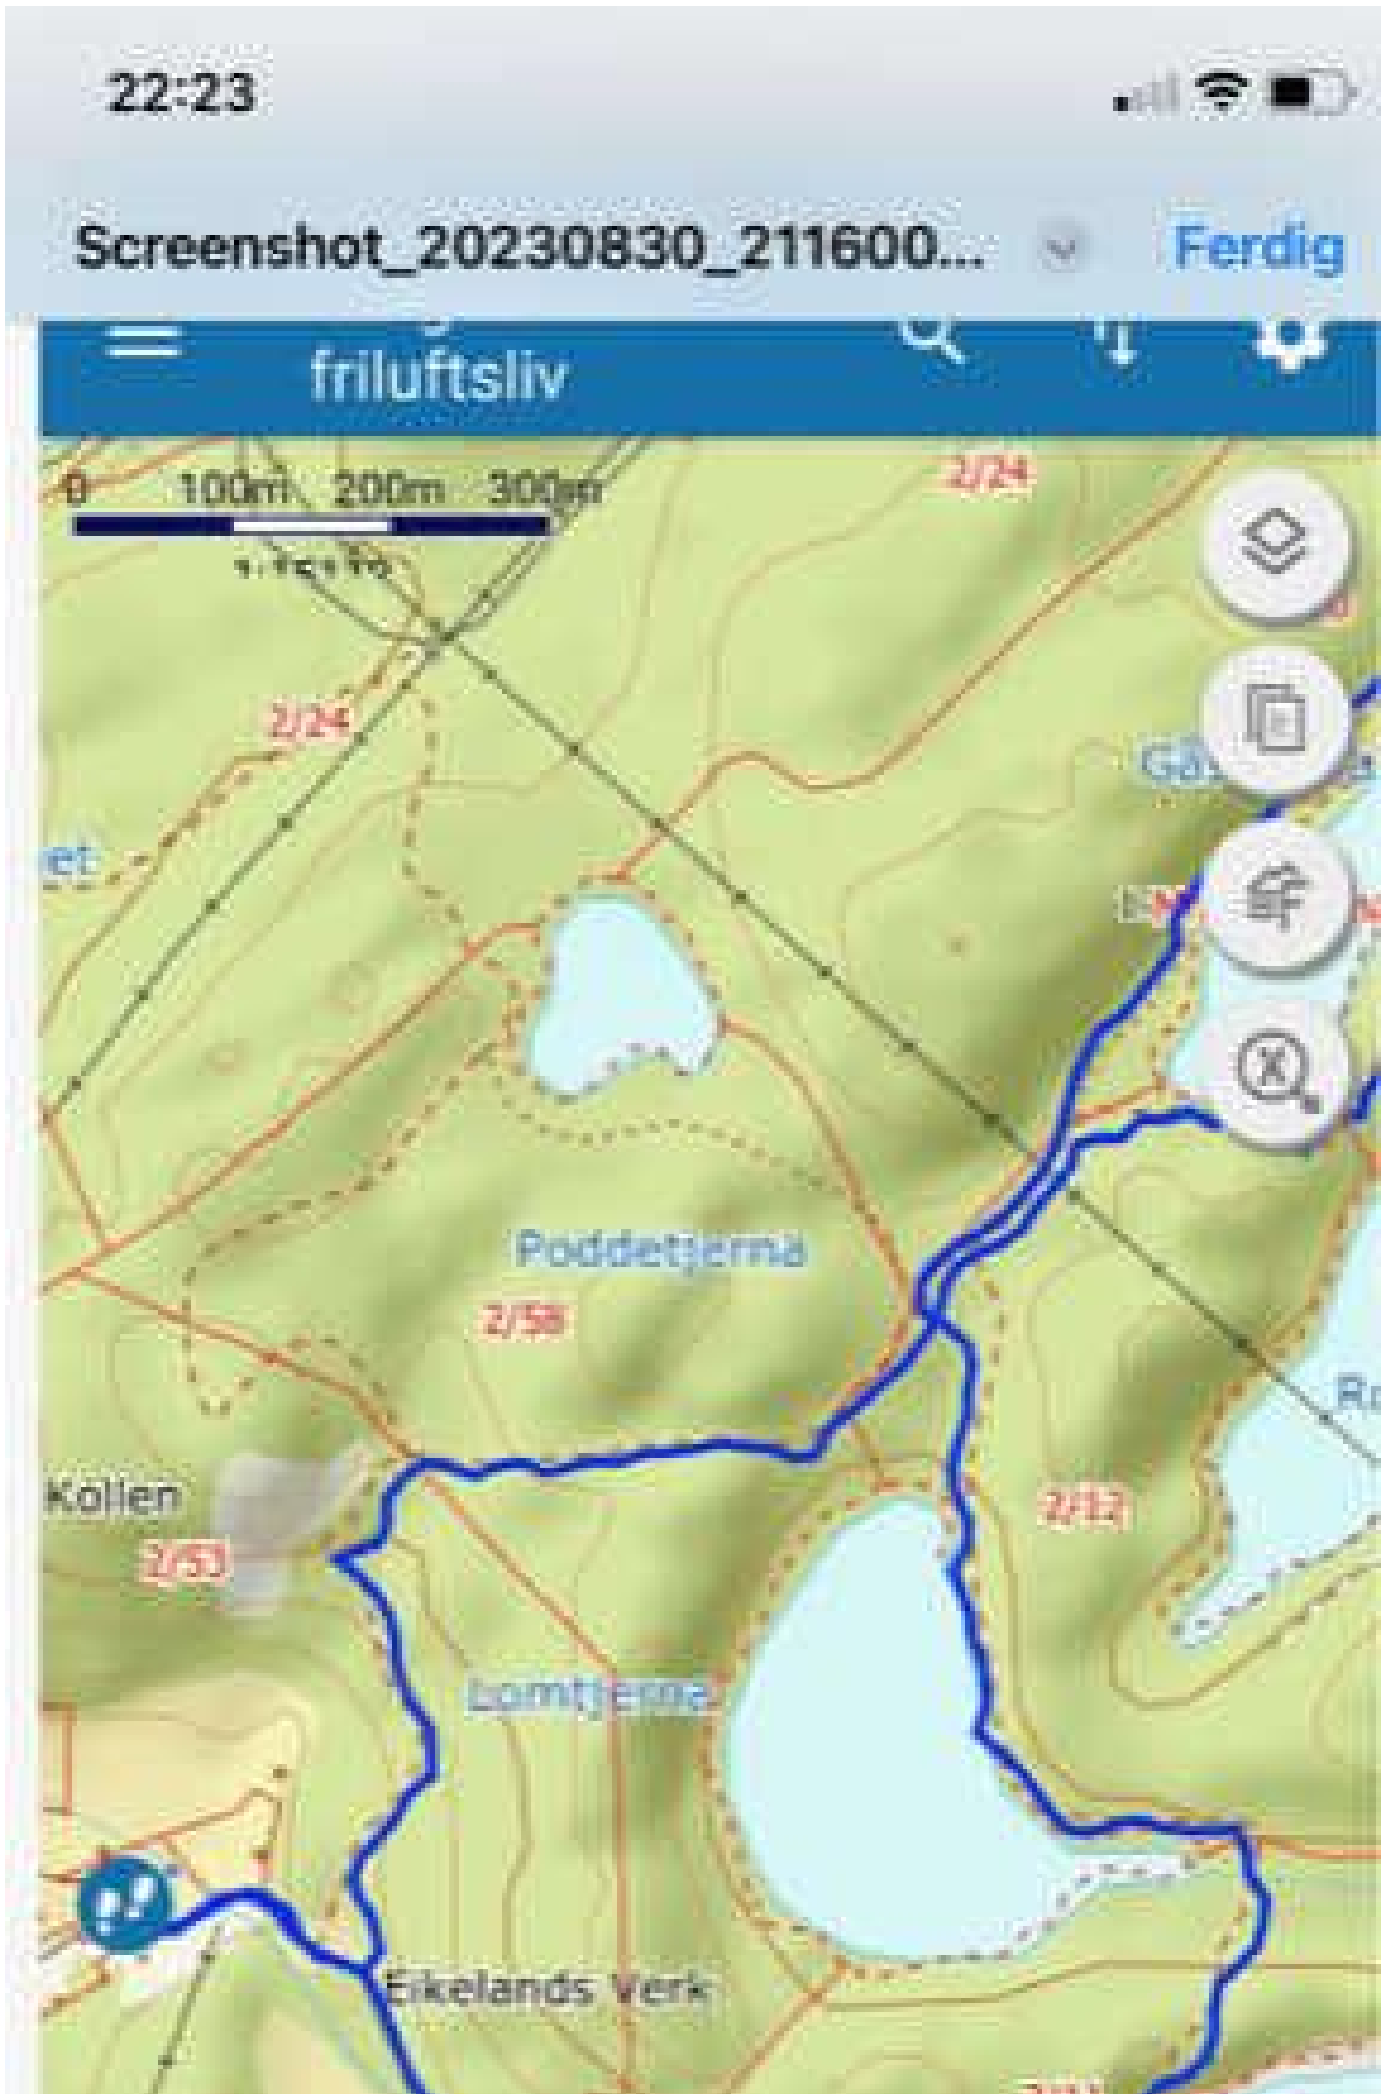 22:23
Screenshot_20230830_211600... Ferdig
friluftsliv
0 100m 200m 300m
2/24
2/24
et
Poddetjerna
2/58
Kollen
2/53
2/12
Lomtjerna
Eikelands Verk